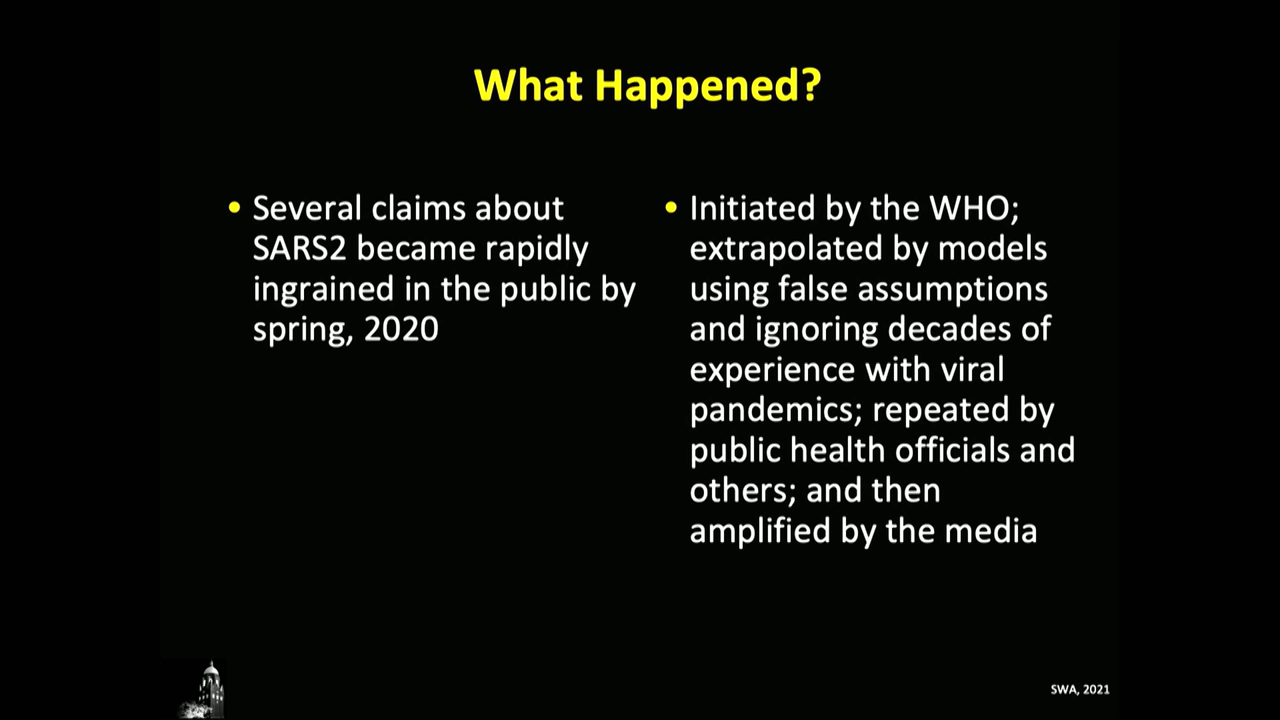 What Happened?
• Several claims about
SARS2 became rapidly
ingrained in the public by
spring, 2020
• Initiated by the WHO;
extrapolated by models
using false assumptions
and ignoring decades of
experience with viral
pandemics; repeated by
public health officials and
others; and then
amplified by the media
SWA, 2021